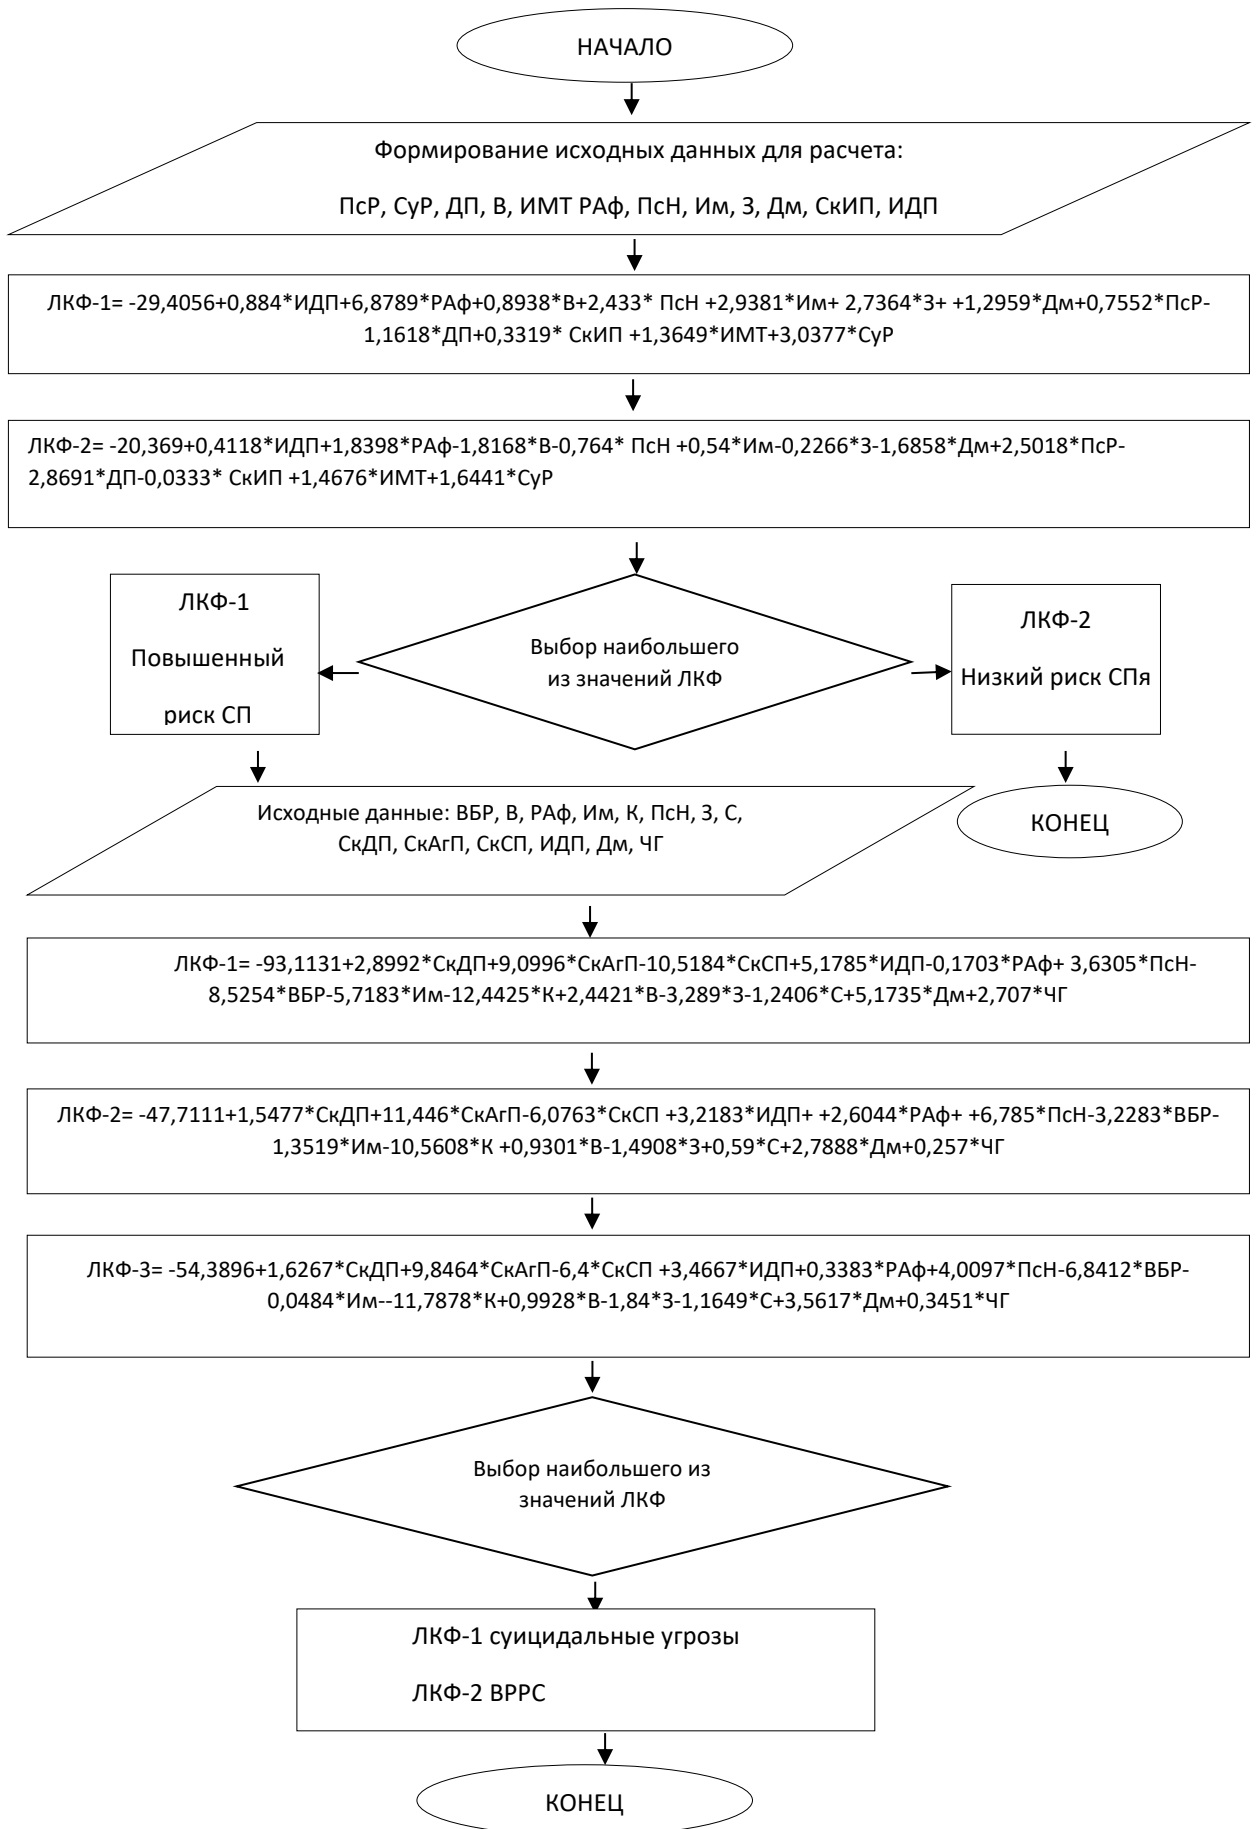 НАЧАЛО
Формирование исходных данных для расчета:
ПсР, СуР, ДП, В, ИМТ РАф, ПсН, Им, З, Дм, СкИП, ИДП
ЛКФ-1= -29,4056+0,884*ИДП+6,8789*РАф+0,8938*В+2,433* ПсН +2,9381*Им+ 2,7364*З+ +1,2959*Дм+0,7552*ПсР-
1,1618*ДП+0,3319* СкИП +1,3649*ИМТ+3,0377*СуР
ЛКФ-2= -20,369+0,4118*ИДП+1,8398*РАф-1,8168*В-0,764* ПсН +0,54*Им-0,2266*З-1,6858*Дм+2,5018*ПсР-
2,8691*ДП-0,0333* СкИП +1,4676*ИМТ+1,6441*СуР
ЛКФ-1
Повышенный
риск СП
Выбор наибольшего
из значений ЛКФ
ЛКФ-2
Низкий риск СПя
Исходные данные: ВБР, В, РАф, Им, К, ПсН, З, С,
СкДП, СкАгП, СкСП, ИДП, Дм, ЧГ
КОНЕЦ
ЛКФ-1= -93,1131+2,8992*СкДП+9,0996*СкАгП-10,5184*СкСП+5,1785*ИДП-0,1703*РАф+ 3,6305*ПсН-
8,5254*ВБР-5,7183*Им-12,4425*К+2,4421*В-3,289*З-1,2406*С+5,1735*Дм+2,707*ЧГ
ЛКФ-2= -47,7111+1,5477*СкДП+11,446*СкАгП-6,0763*СкСП +3,2183*ИДП+ +2,6044*РАф+ +6,785*ПсН-3,2283*ВБР-
1,3519*Им-10,5608*К +0,9301*В-1,4908*З+0,59*С+2,7888*Дм+0,257*ЧГ
ЛКФ-3= -54,3896+1,6267*СкДП+9,8464*СкАгП-6,4*СкСП +3,4667*ИДП+0,3383*РАф+4,0097*ПсН-6,8412*ВБР-
0,0484*Им--11,7878*К+0,9928*В-1,84*З-1,1649*С+3,5617*Дм+0,3451*ЧГ
Выбор наибольшего из
значений ЛКФ
ЛКФ-1 суицидальные угрозы
ЛКФ-2 ВРРС
КОНЕЦ